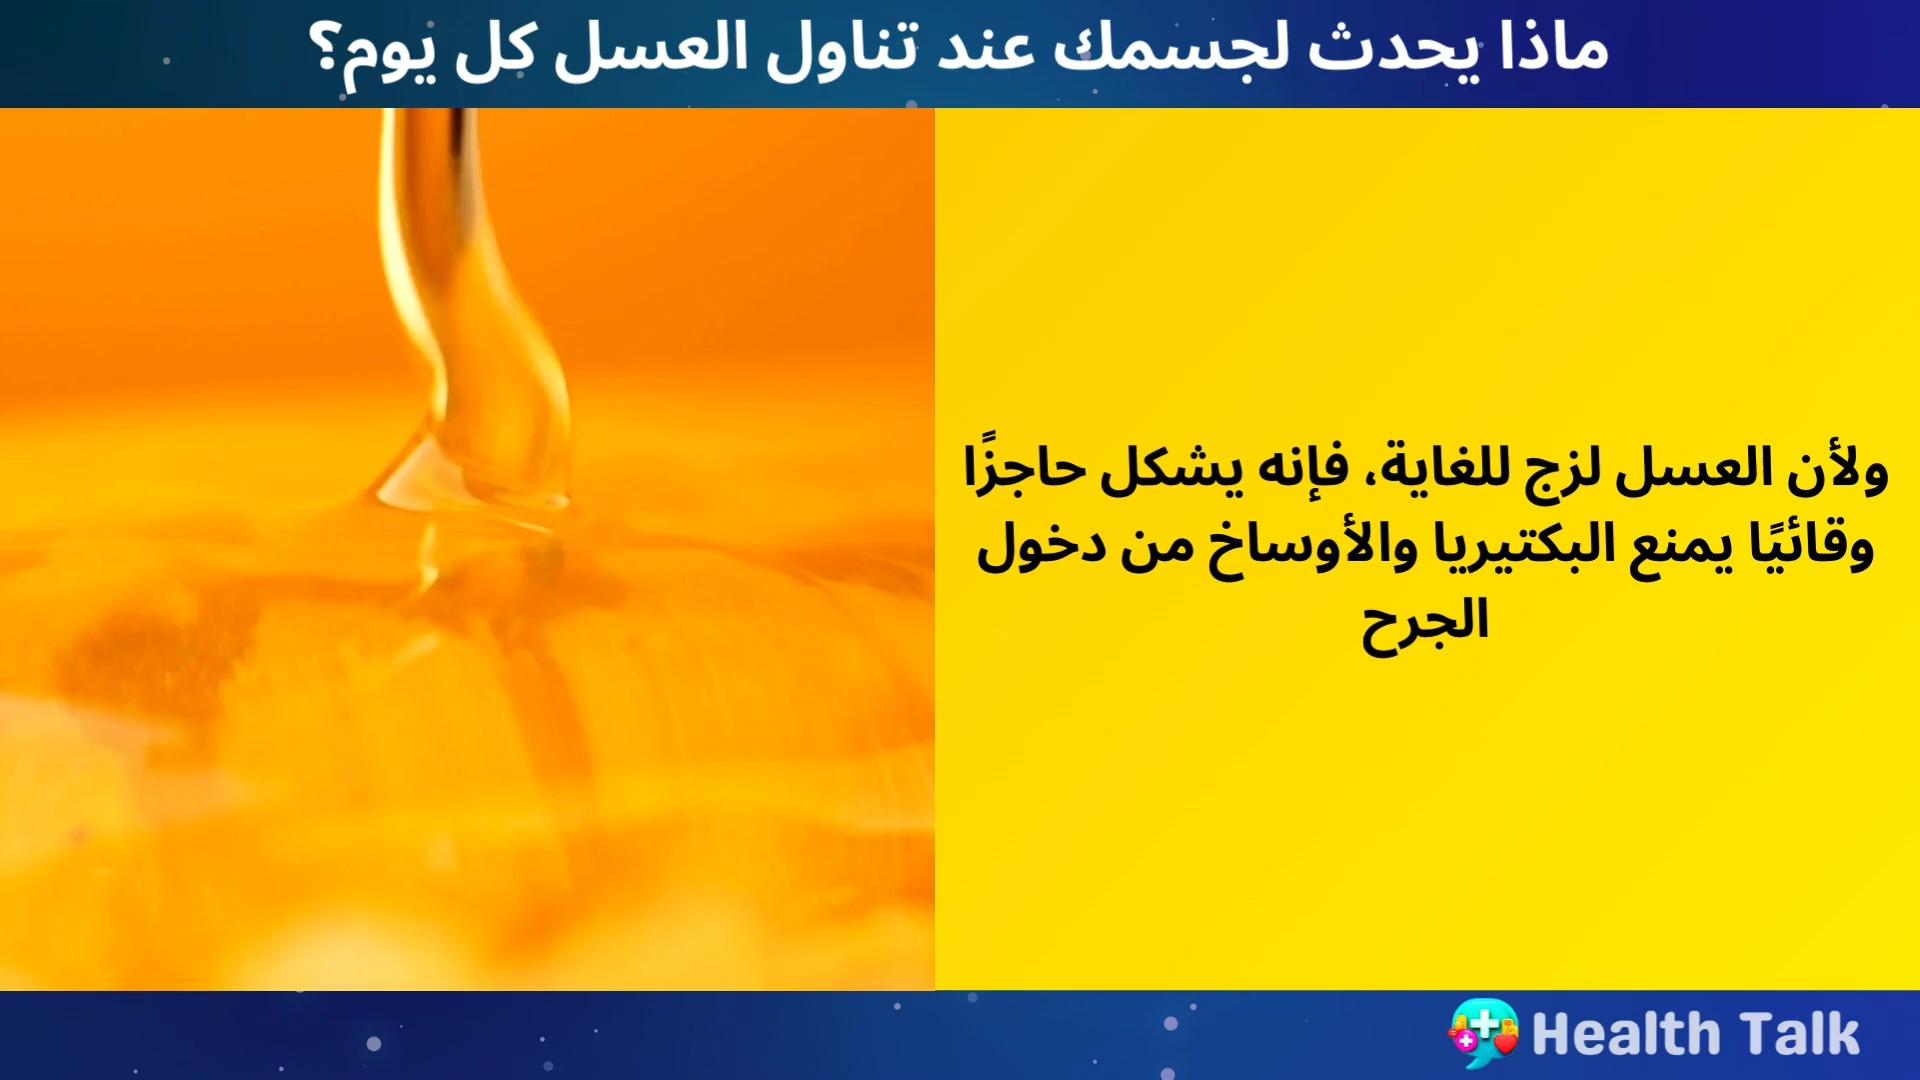 ماذا يحدث لجسمك عند تناول العسل كل يوم؟
ولأن العسل لزج للغاية، فإنه يشكل حاجزًا
وقائيًا يمنع البكتيريا والأوساخ من دخول
الجرح
Health Talk